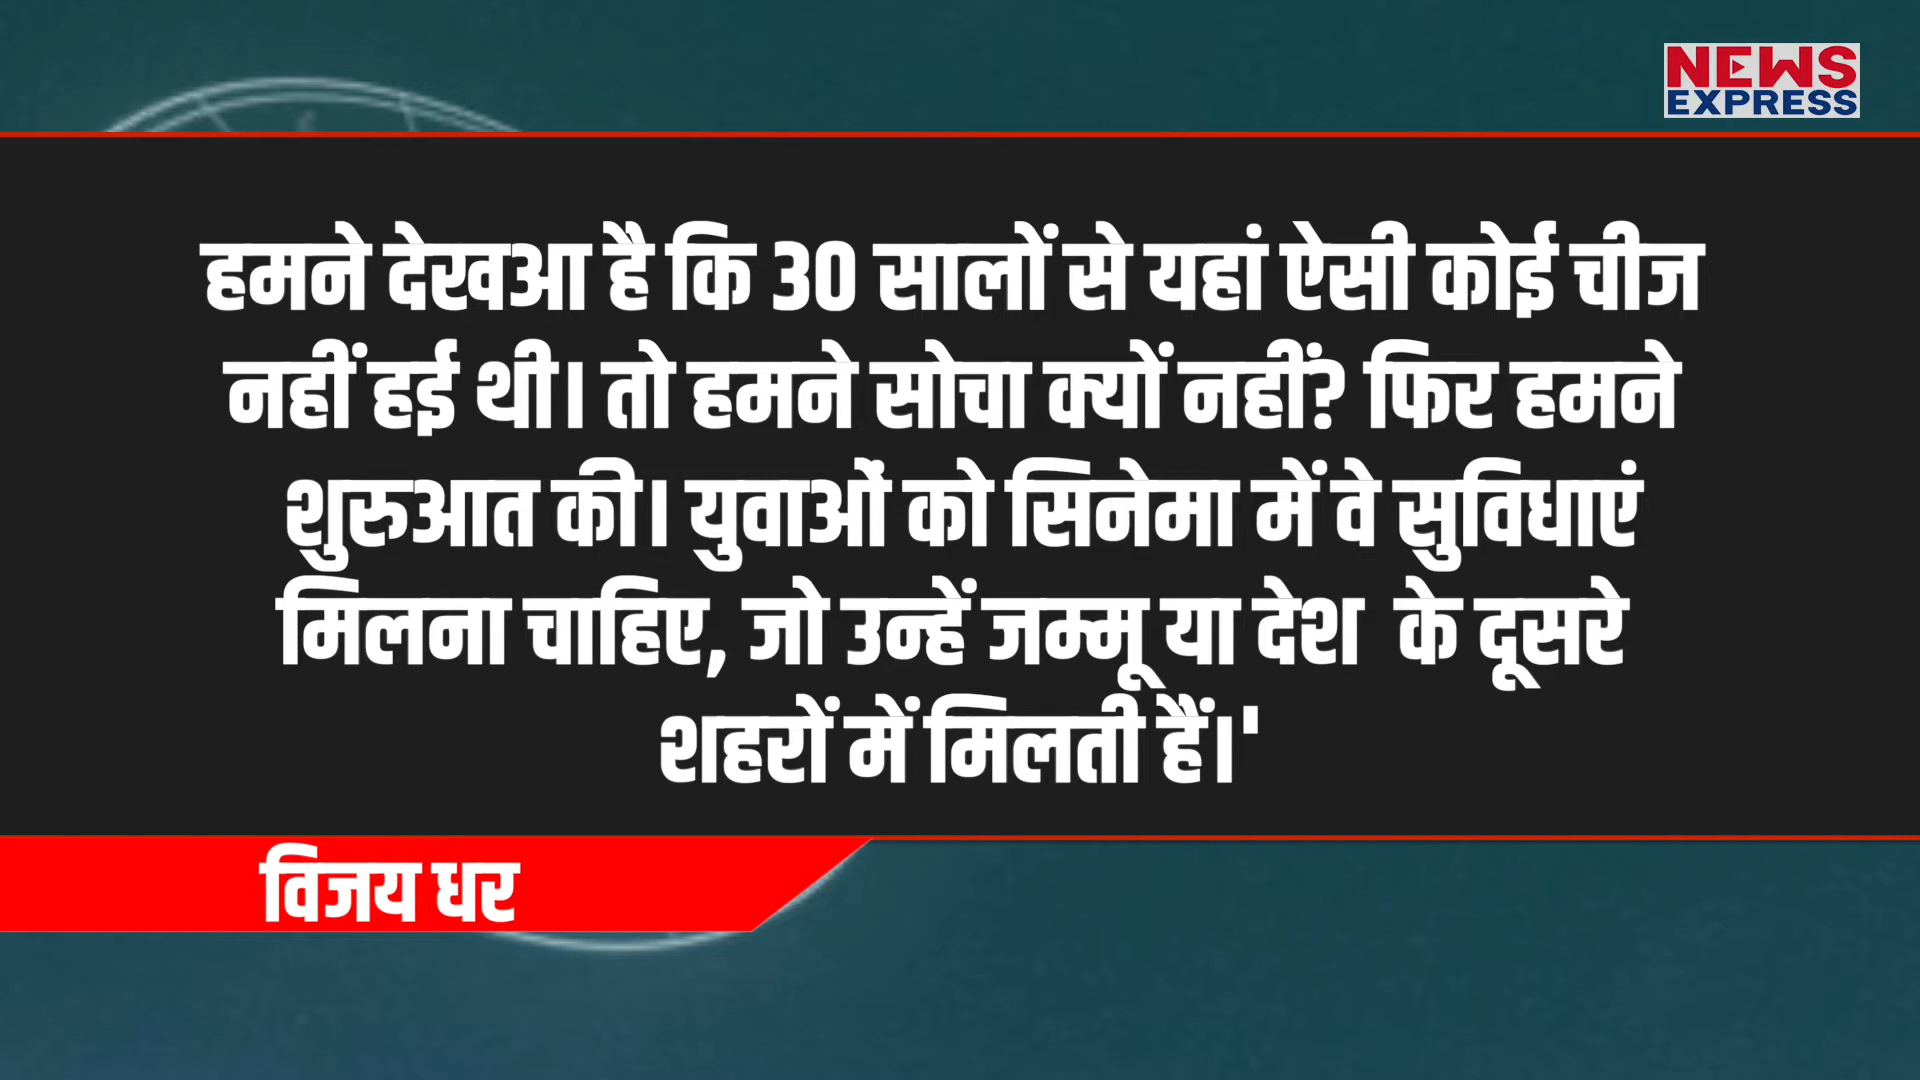 NEWS
EXPRESS
हमने देखआ है कि 30 सालों से यहां ऐसी कोई चीज
नहीं हई थी। तो हमने सोचा क्यों नहीं? फिर हमने
शुरुआत की। युवाओं को सिनेमा में वे सुविधाएं
मिलना चाहिए, जो उन्हें जम्मू या देश के दूसरे
शहरों में मिलती हैं।'
विजय धर